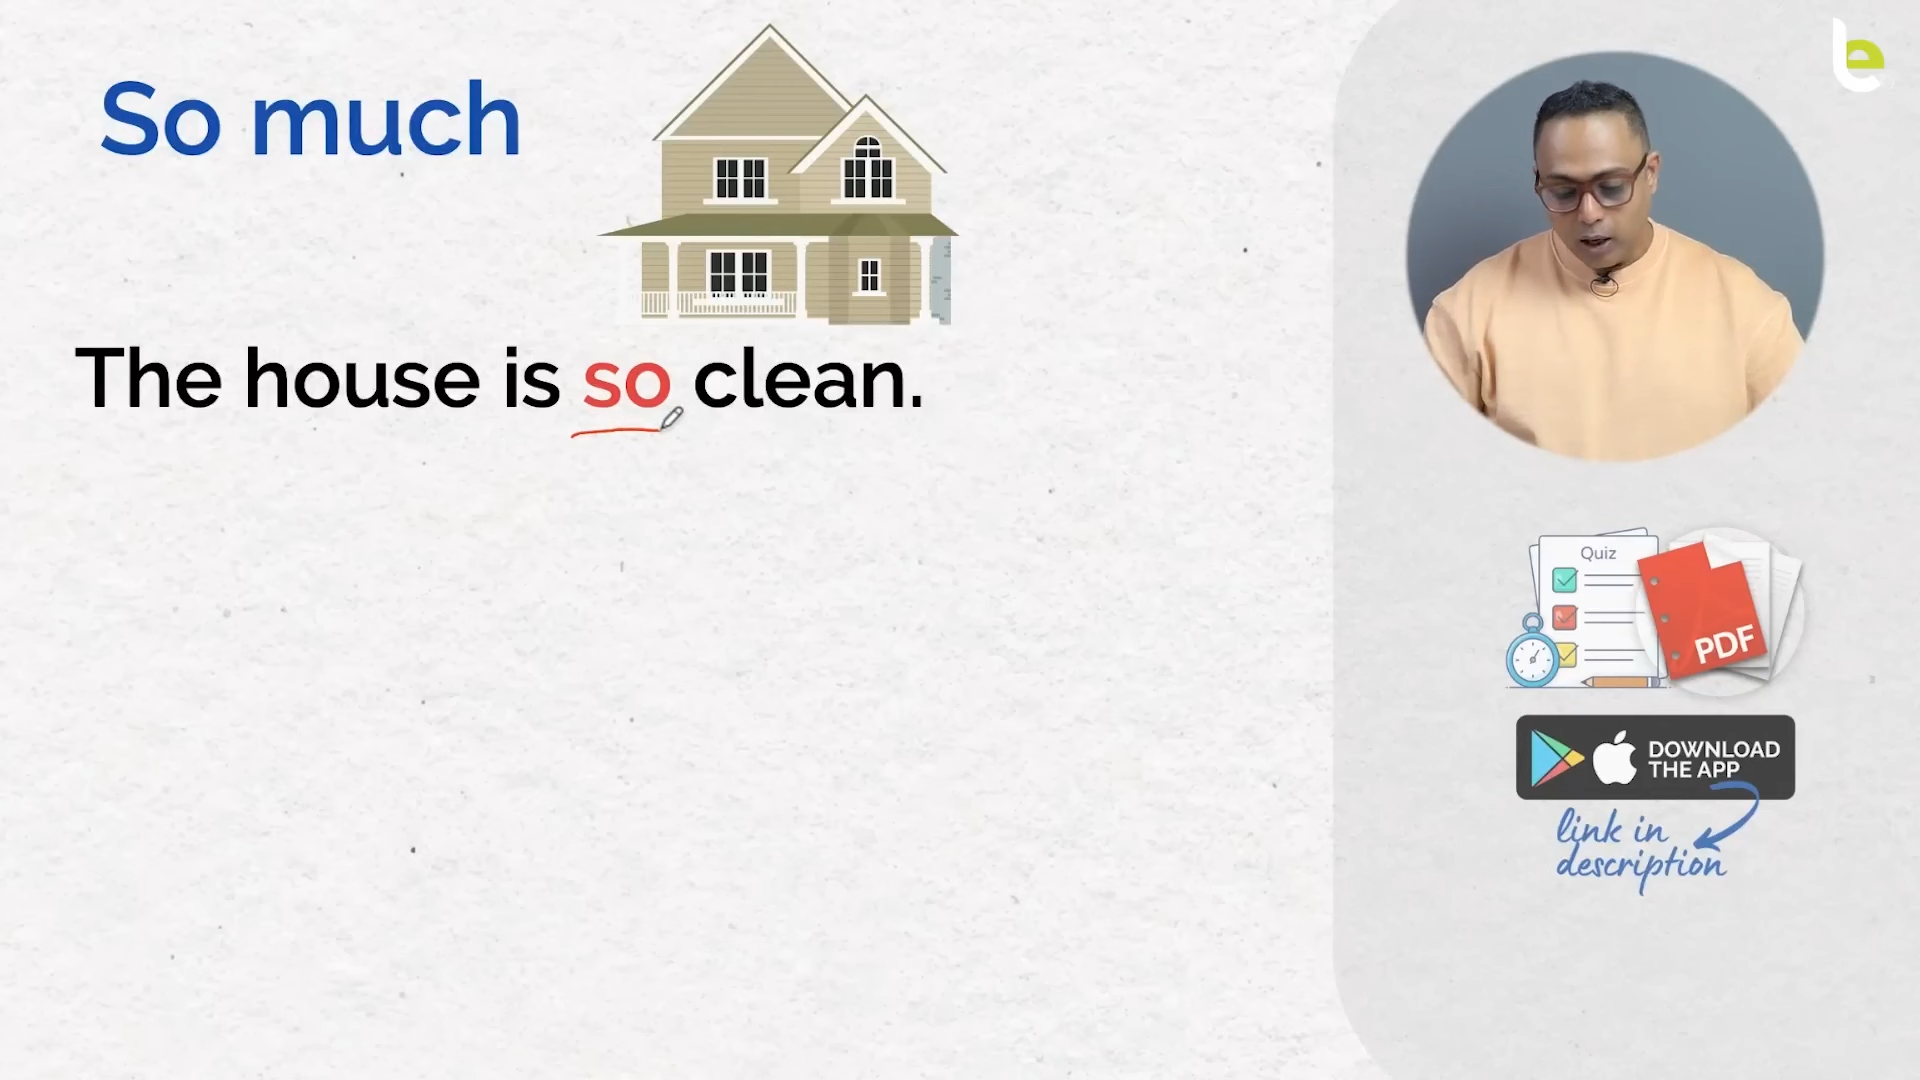 So much
The house is so clean.
Quiz
PDF
DOWNLOAD
THE APP
link in
description